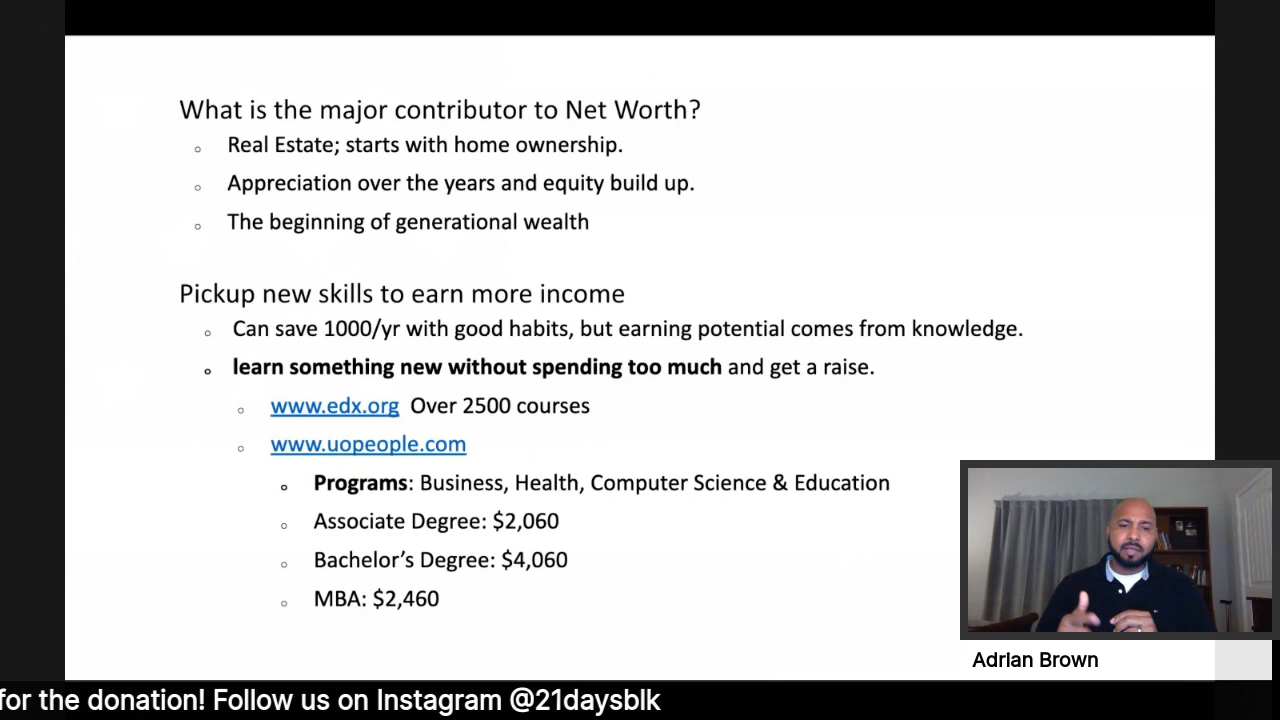 What is the major contributor to Net Worth?
Real Estate; starts with home ownership.
Appreciation over the years and equity build up.
The beginning of generational wealth
Pickup new skills to earn more income
Can save 1000/yr with good habits, but earning potential comes from knowledge.
learn something new without spending too much and get a raise.
www.edx.org Over 2500 courses
www.uopeople.com
Programs: Business, Health, Computer Science & Education
Associate Degree: $2,060
Bachelor’s Degree: $4,060
MBA: $2,460
Adrian Brown
for the donation! Follow us on Instagram @21daysblk